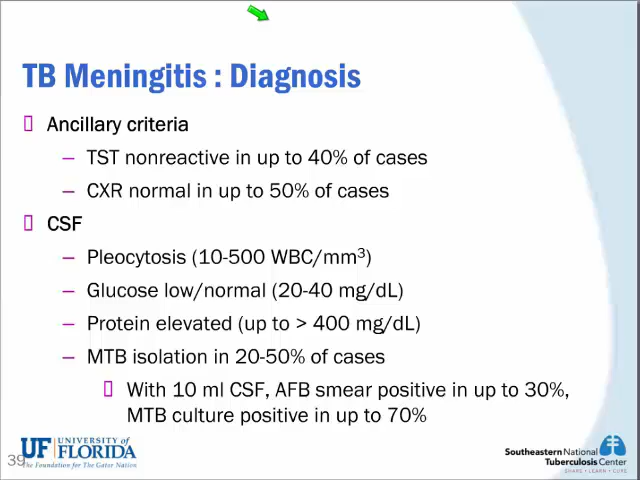 TB Meningitis : Diagnosis
Ancillary criteria
– TST nonreactive in up to 40% of cases
– CXR normal in up to 50% of cases
CSF
– Pleocytosis (10-500 WBC/mm³)
– Glucose low/normal (20-40 mg/dL)
– Protein elevated (up to > 400 mg/dL)
– MTB isolation in 20-50% of cases
With 10 ml CSF, AFB smear positive in up to 30%,
MTB culture positive in up to 70%
39
UF UNIVERSITY of
FLORIDA
The Foundation for The Gator Nation
Southeastern National
Tuberculosis Center
SHARE • LEARN • CURE